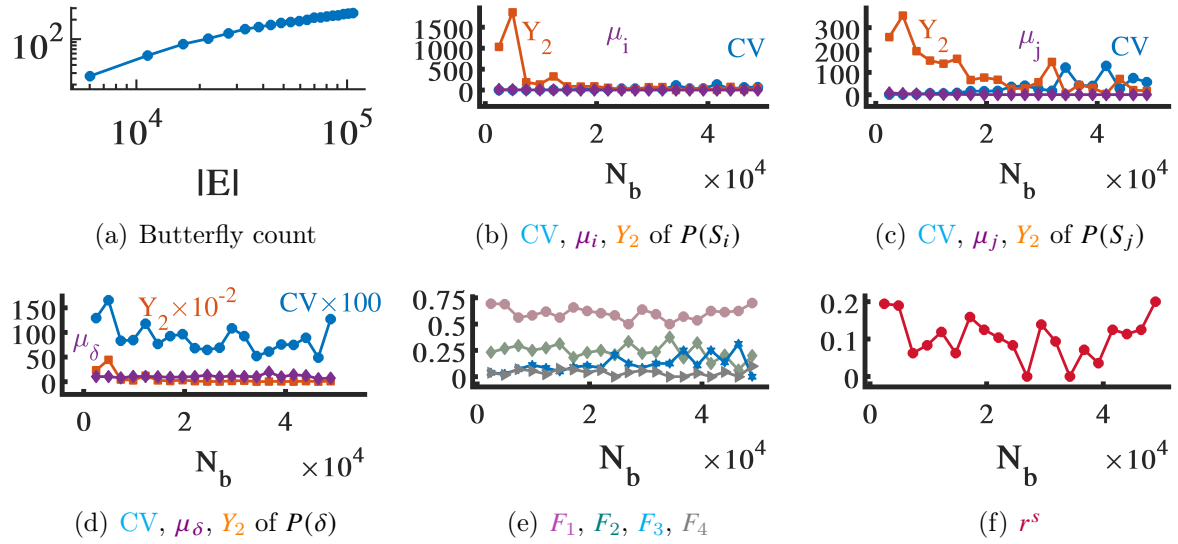 10^2
10^4 10^5
|E|
(a) Butterfly count
1500
1000
500
0
Y_2
μ_i
CV
0 2 4
N_b ×10^4
(b) CV, μ_i, Y_2 of P(S_i)
300
200
100
0
Y_2
μ_j
CV
0 2 4
N_b ×10^4
(c) CV, μ_j, Y_2 of P(S_j)
150
100
50
0
Y_2×10^-2
CV×100
μ_δ
0 2 4
N_b ×10^4
(d) CV, μ_δ, Y_2 of P(δ)
0.75
0.5
0.25
0
0 2 4
N_b ×10^4
(e) F_1, F_2, F_3, F_4
0.2
0.1
0
0 2 4
N_b ×10^4
(f) r^s